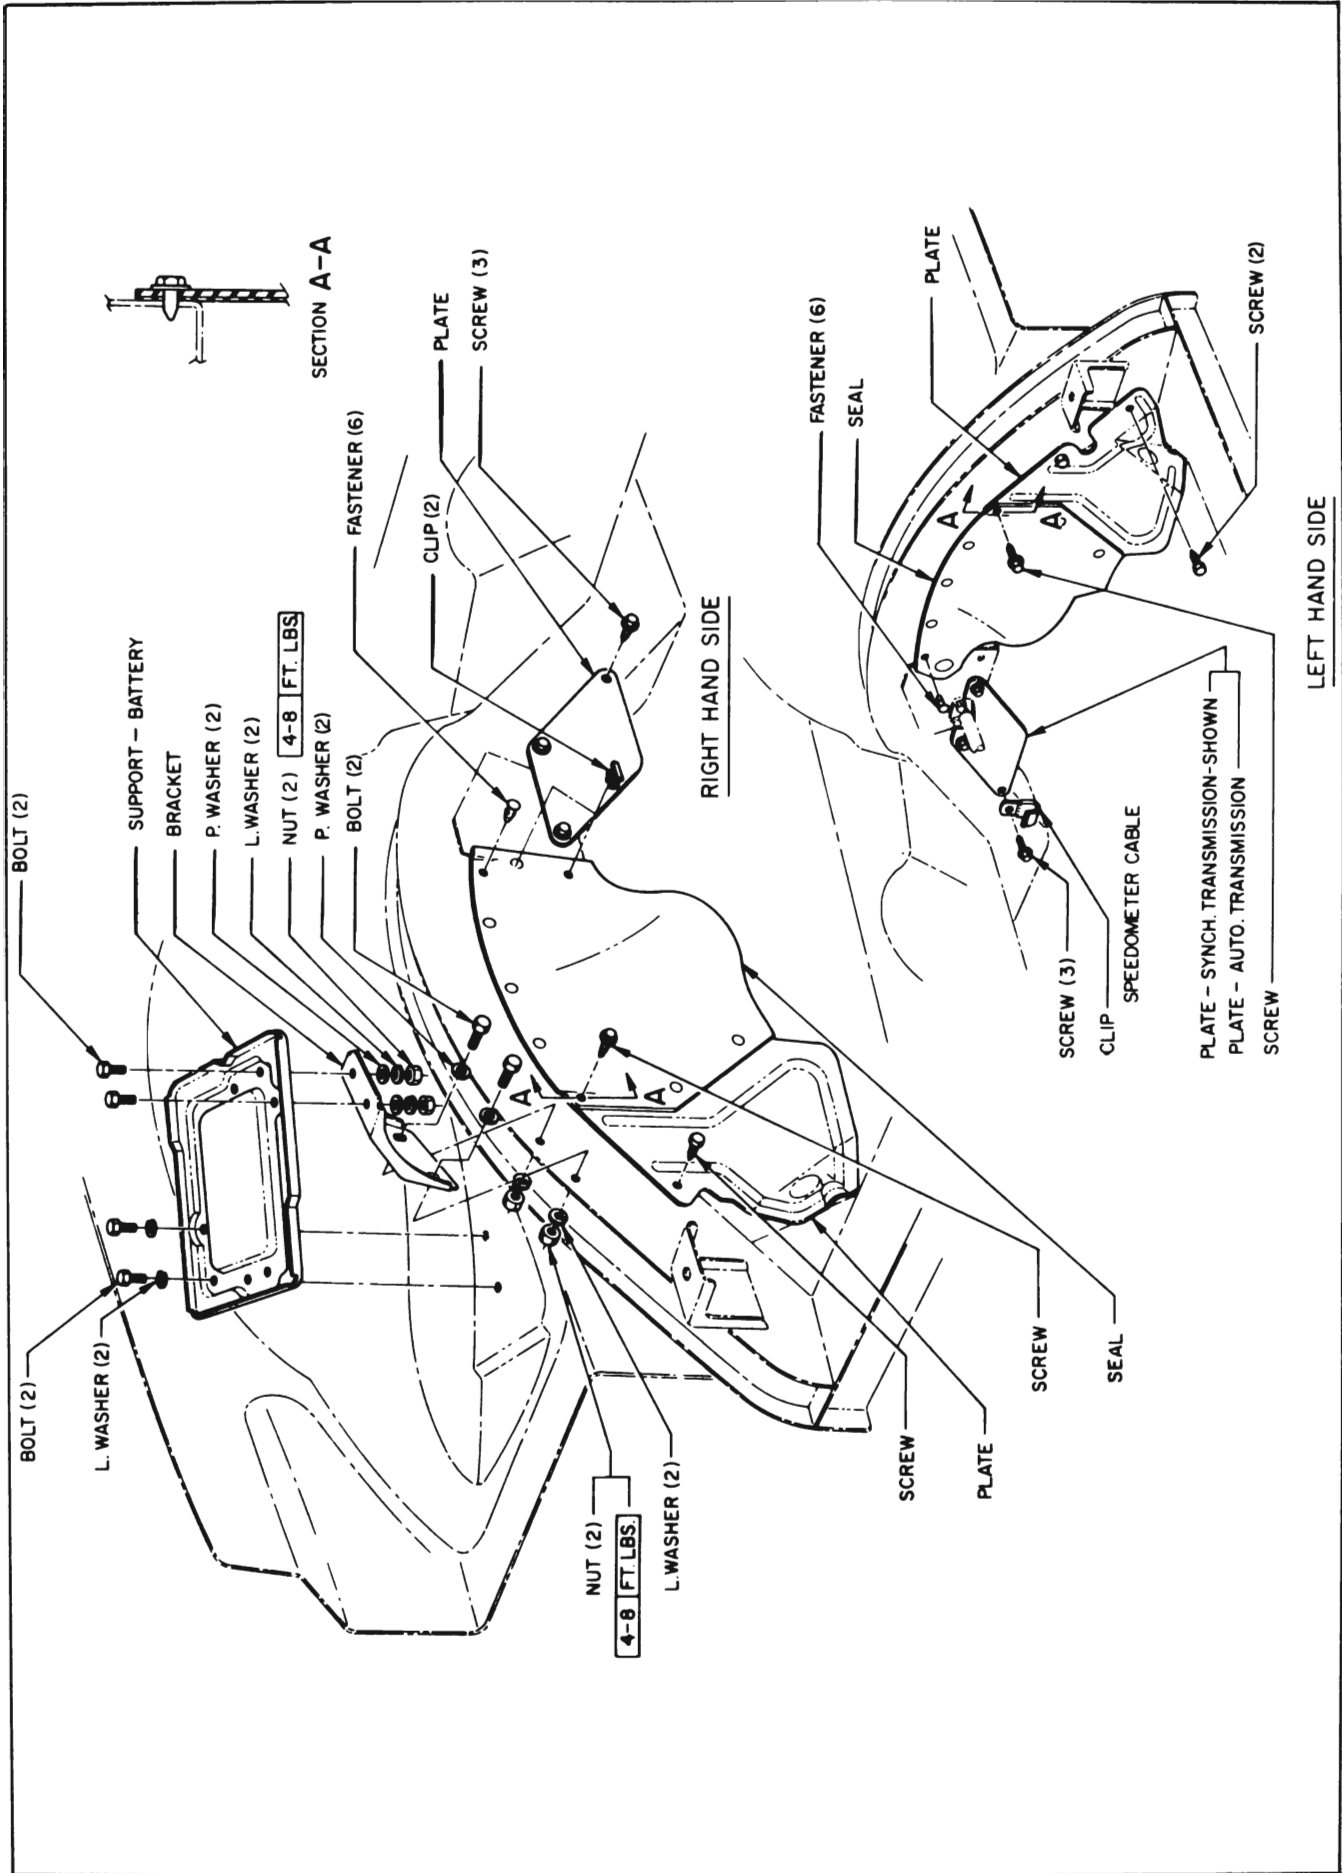 BOLT (2)
L. WASHER (2)
BOLT (2)
SUPPORT - BATTERY
BRACKET
P. WASHER (2)
L. WASHER (2)
NUT (2) 4-8 FT. LBS.
P. WASHER (2)
BOLT (2)
FASTENER (6)
CLIP (2)
PLATE
SCREW (3)
SECTION A-A
A
A
NUT (2)
4-8 FT. LBS.
L. WASHER (2)
SCREW
PLATE
SCREW
SEAL
RIGHT HAND SIDE
FASTENER (6)
SEAL
PLATE
A
A
SCREW (2)
SCREW (3)
CLIP
SPEEDOMETER CABLE
PLATE - SYNCH. TRANSMISSION-SHOWN
PLATE - AUTO. TRANSMISSION
SCREW
LEFT HAND SIDE